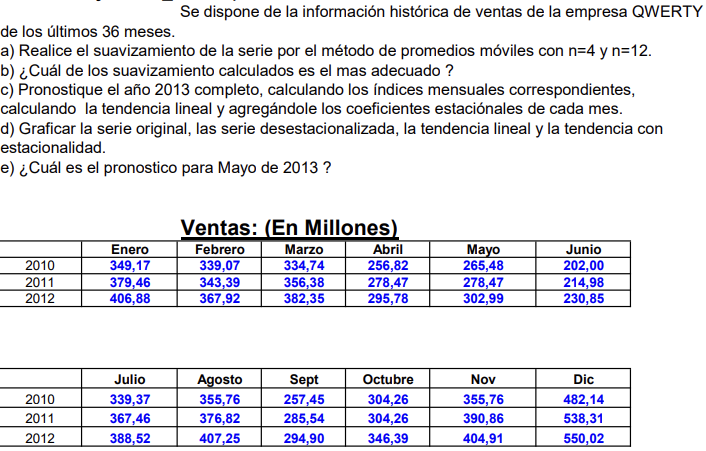 Se dispone de la información histórica de ventas de la empresa QWERTY
de los últimos 36 meses.
a) Realice el suavizamiento de la serie por el método de promedios móviles con n=4 y n=12.
b) ¿Cuál de los suavizamiento calculados es el mas adecuado ?
c) Pronostique el año 2013 completo, calculando los índices mensuales correspondientes,
calculando la tendencia lineal y agregándole los coeficientes estaciónales de cada mes.
d) Graficar la serie original, las serie desestacionalizada, la tendencia lineal y la tendencia con
estacionalidad.
e) ¿Cuál es el pronostico para Mayo de 2013 ?
Ventas: (En Millones)
Enero Febrero Marzo Abril Mayo Junio
2010 349,17 339,07 334,74 256,82 265,48 202,00
2011 379,46 343,39 356,38 278,47 278,47 214,98
2012 406,88 367,92 382,35 295,78 302,99 230,85
Julio Agosto Sept Octubre Nov Dic
2010 339,37 355,76 257,45 304,26 355,76 482,14
2011 367,46 376,82 285,54 304,26 390,86 538,31
2012 388,52 407,25 294,90 346,39 404,91 550,02